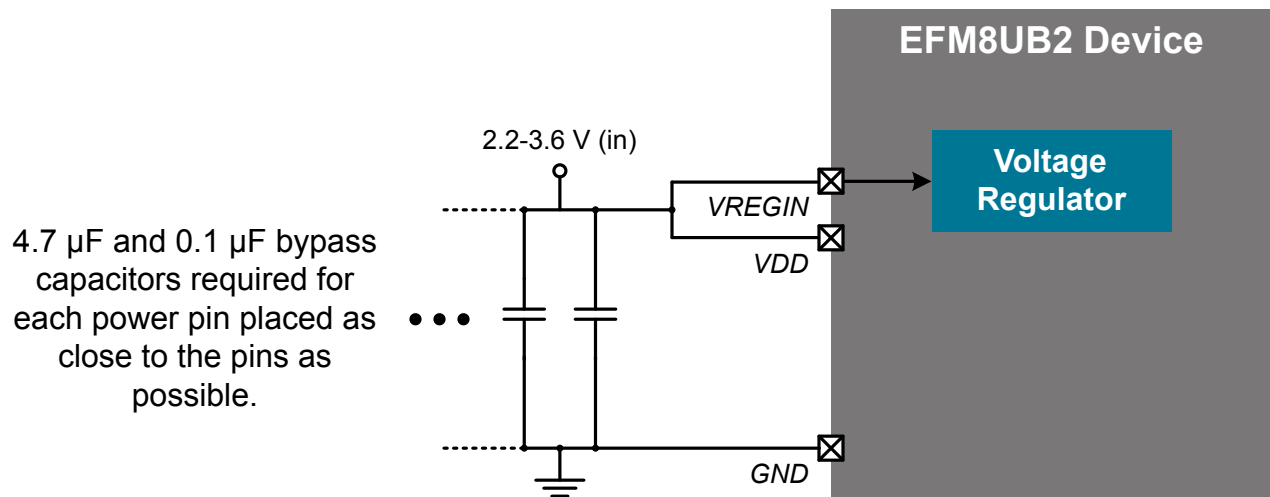 EFM8UB2 Device
2.2-3.6 V (in)
Voltage
Regulator
VREGIN
VDD
4.7 µF and 0.1 µF bypass
capacitors required for
each power pin placed as
close to the pins as
possible.
GND